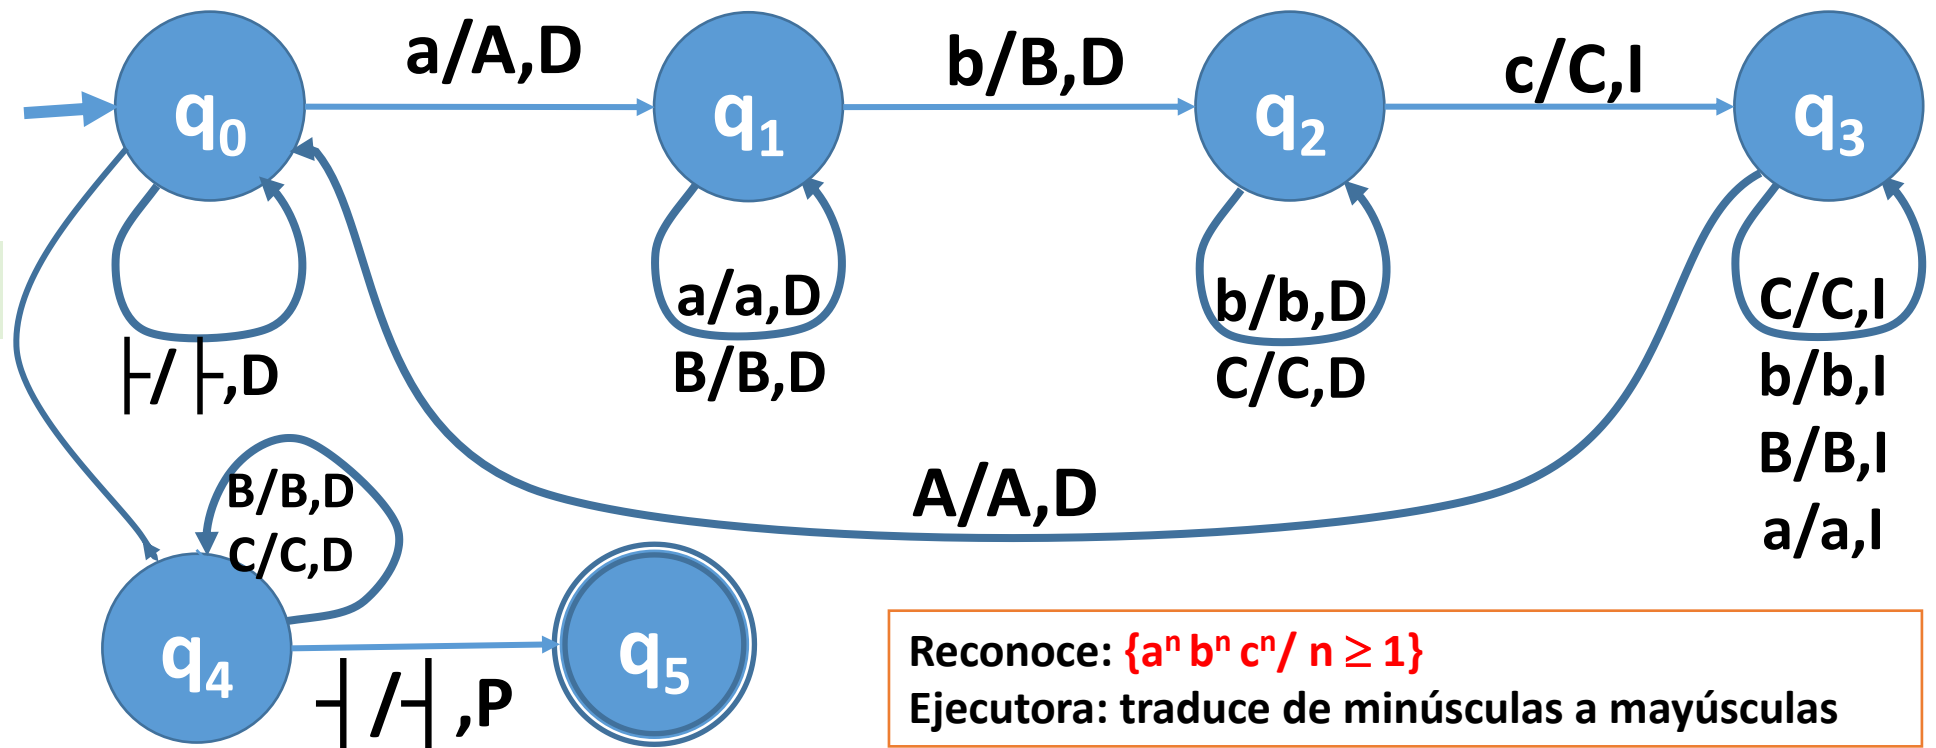 a/A,D
b/B,D
c/C,I
q0
q1
q2
q3
├/├,D
a/a,D
B/B,D
b/b,D
C/C,D
C/C,I
b/b,I
B/B,I
a/a,I
A/A,D
B/B,D
C/C,D
q4
┤/┤,P
q5
Reconoce: {aⁿ bⁿ cⁿ/ n ≥ 1}
Ejecutora: traduce de minúsculas a mayúsculas